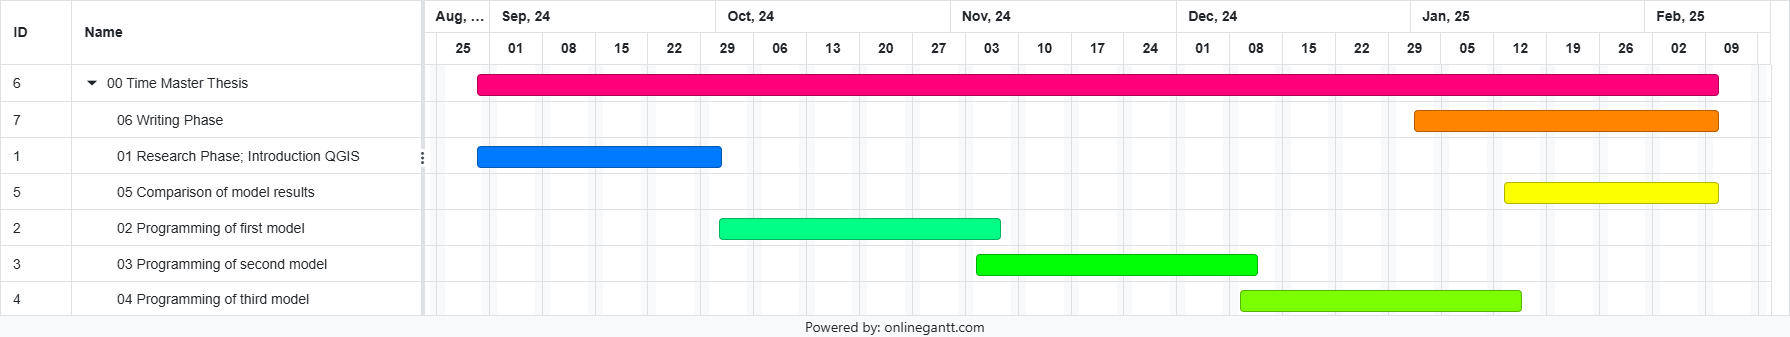 ID Name Aug, ... Sep, 24 Oct, 24 Nov, 24 Dec, 24 Jan, 25 Feb, 25
25 01 08 15 22 29 06 13 20 27 03 10 17 24 01 08 15 22 29 05 12 19 26 02 09
6 00 Time Master Thesis
7 06 Writing Phase
1 01 Research Phase; Introduction QGIS
5 05 Comparison of model results
2 02 Programming of first model
3 03 Programming of second model
4 04 Programming of third model
Powered by: onlinegantt.com